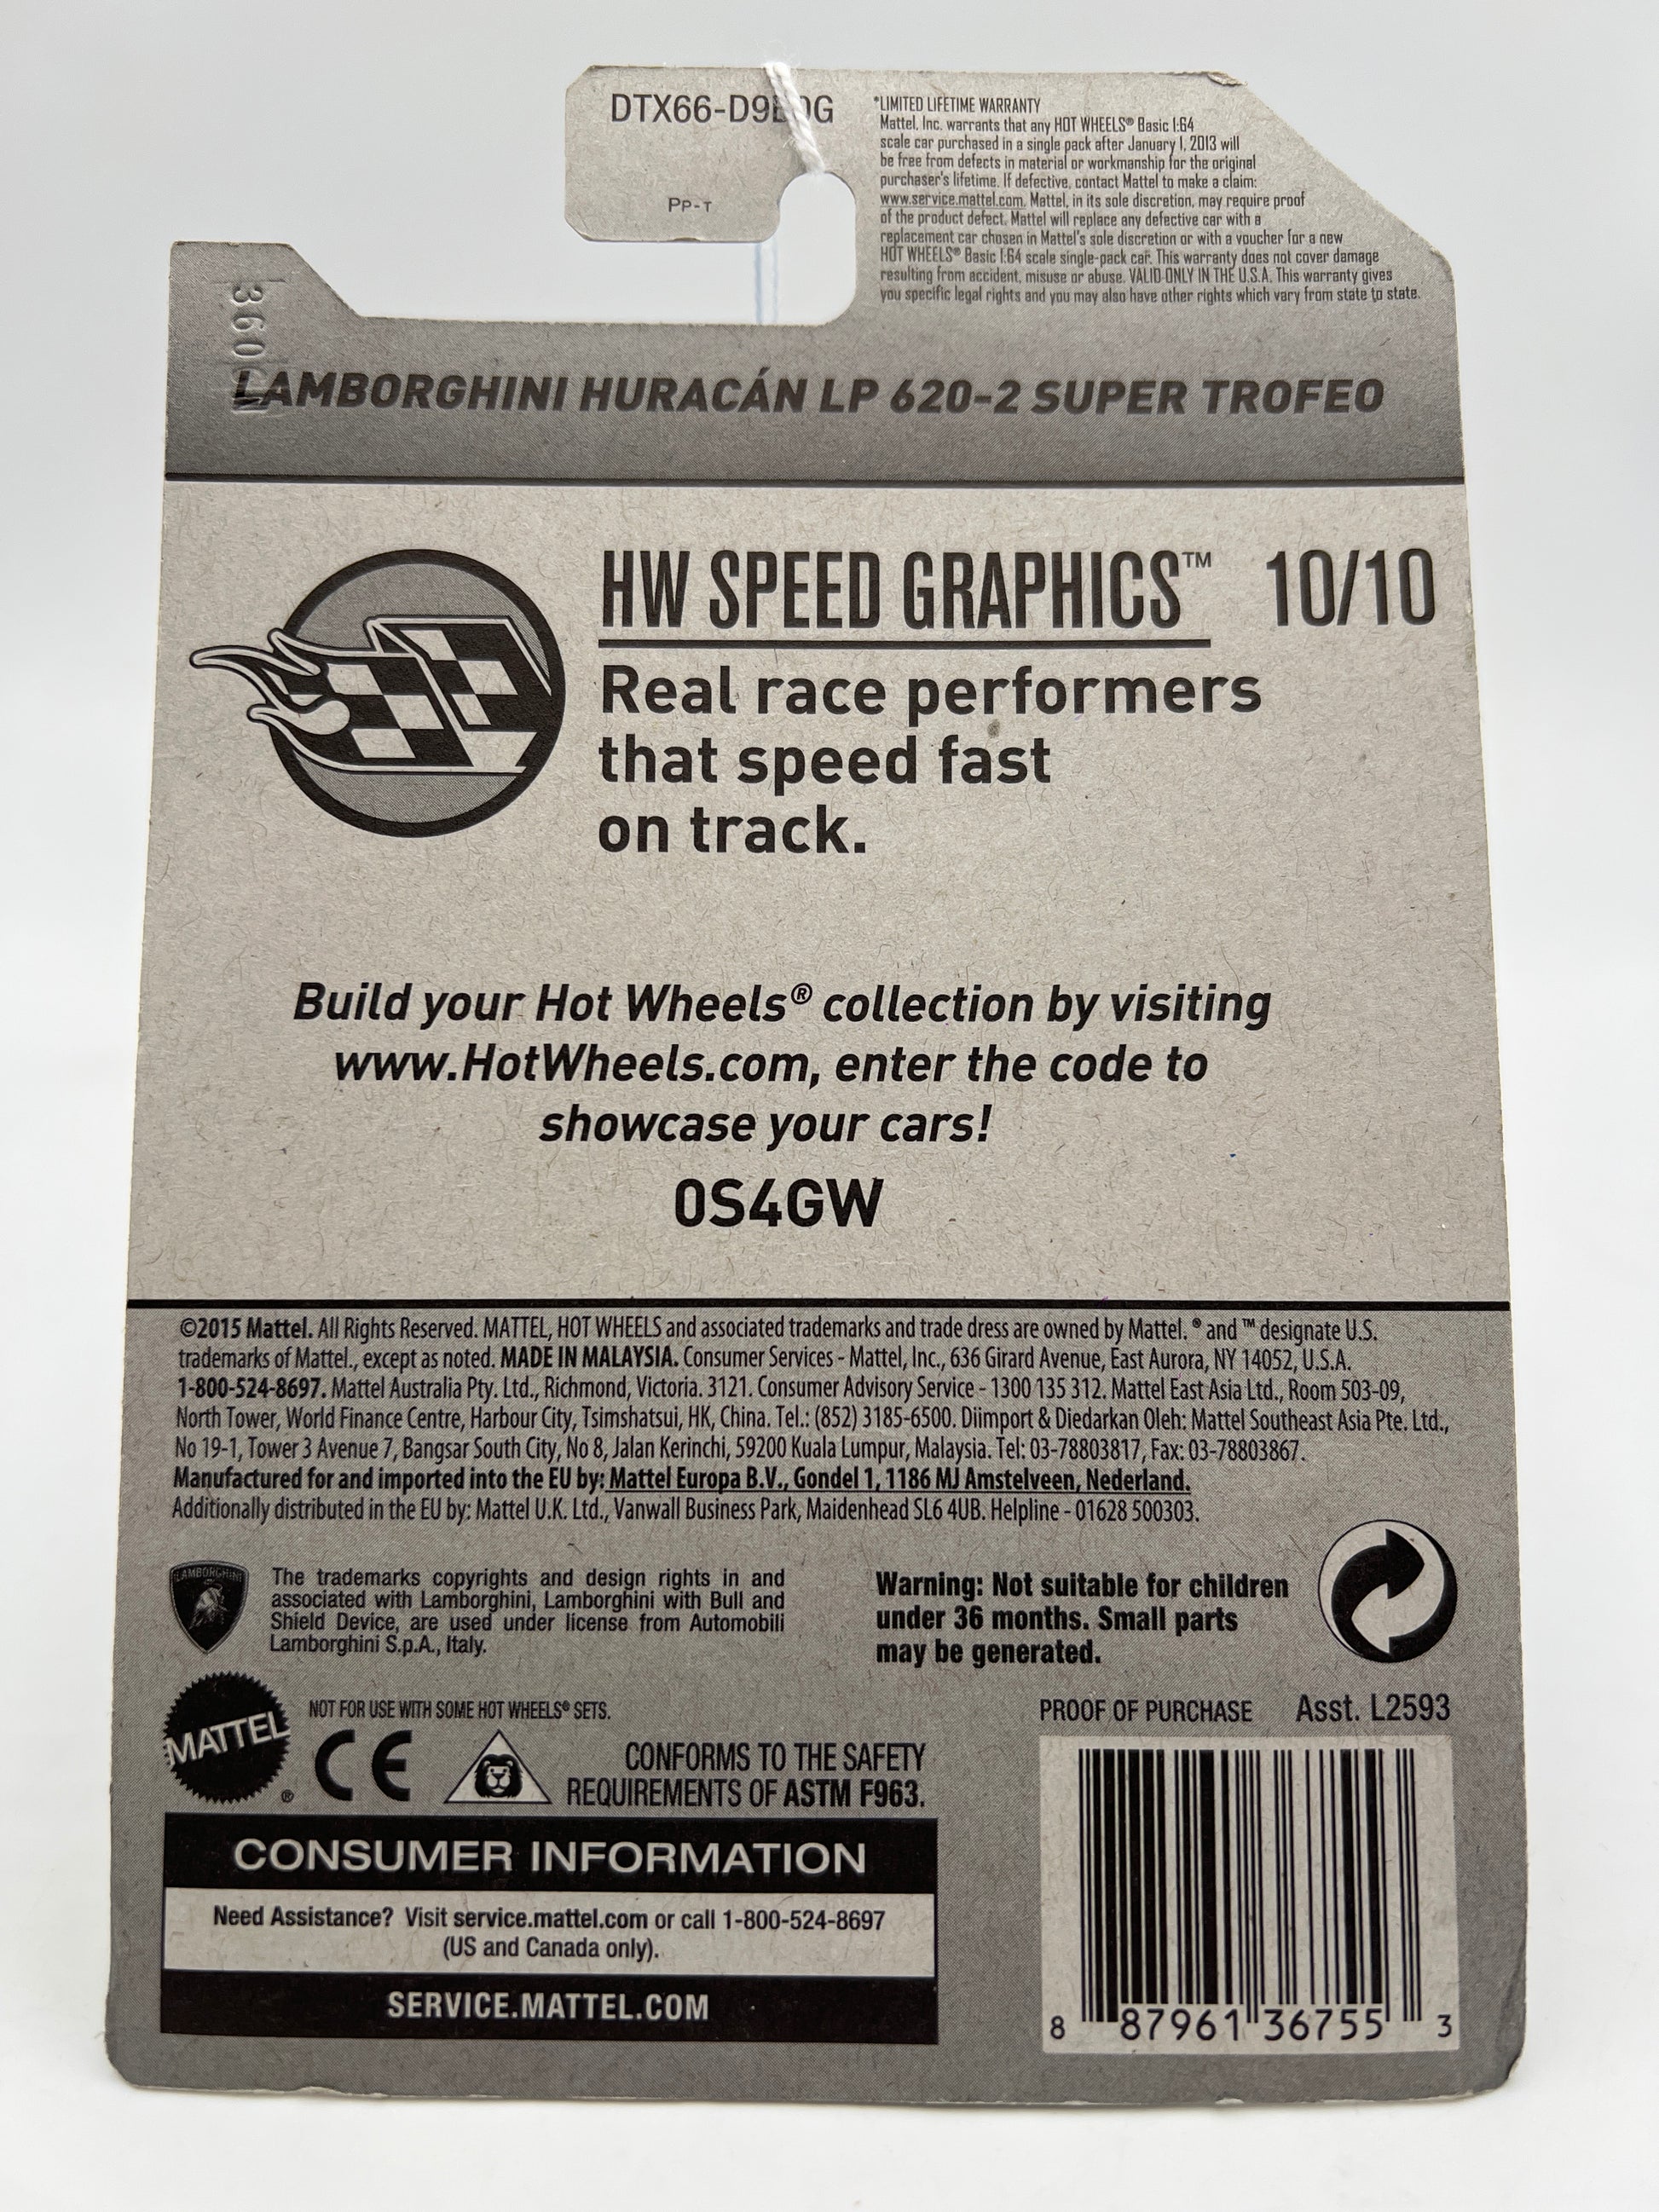 DTX66-D9B0G
PP-T
*LIMITED LIFETIME WARRANTY
Mattel, Inc. warrants that any HOT WHEELS® Basic 1:64
scale car purchased in a single pack after January 1, 2013 will
be free from defects in material or workmanship for the original
purchaser's lifetime. If defective, contact Mattel to make a claim:
www.service.mattel.com. Mattel, in its sole discretion, may require proof
of the product defect. Mattel will replace any defective car with a
replacement car chosen in Mattel's sole discretion or with a voucher for a new
HOT WHEELS® Basic 1:64 scale single-pack car. This warranty does not cover damage
resulting from accident, misuse or abuse. VALID ONLY IN THE U.S.A. This warranty gives
you specific legal rights and you may also have other rights which vary from state to state.
LAMBORGHINI HURACÁN LP 620-2 SUPER TROFEO
HW SPEED GRAPHICS™ 10/10
Real race performers
that speed fast
on track.
Build your Hot Wheels® collection by visiting
www.HotWheels.com, enter the code to
showcase your cars!
0S4GW
©2015 Mattel. All Rights Reserved. MATTEL, HOT WHEELS and associated trademarks and trade dress are owned by Mattel. ® and ™ designate U.S.
trademarks of Mattel., except as noted. MADE IN MALAYSIA. Consumer Services - Mattel, Inc., 636 Girard Avenue, East Aurora, NY 14052, U.S.A.
1-800-524-8697. Mattel Australia Pty. Ltd., Richmond, Victoria. 3121. Consumer Advisory Service - 1300 135 312. Mattel East Asia Ltd., Room 503-09,
North Tower, World Finance Centre, Harbour City, Tsimshatsui, HK, China. Tel.: (852) 3185-6500. Diimport & Diedarkan Oleh: Mattel Southeast Asia Pte. Ltd.,
No 19-1, Tower 3 Avenue 7, Bangsar South City, No 8, Jalan Kerinchi, 59200 Kuala Lumpur, Malaysia. Tel: 03-78803817, Fax: 03-78803867.
Manufactured for and imported into the EU by: Mattel Europa B.V., Gondel 1, 1186 MJ Amstelveen, Nederland.
Additionally distributed in the EU by: Mattel U.K. Ltd., Vanwall Business Park, Maidenhead SL6 4UB. Helpline - 01628 500303.
LAMBORGHINI
The trademarks copyrights and design rights in and
associated with Lamborghini, Lamborghini with Bull and
Shield Device, are used under license from Automobili
Lamborghini S.p.A., Italy.
Warning: Not suitable for children
under 36 months. Small parts
may be generated.
MATTEL ®
NOT FOR USE WITH SOME HOT WHEELS® SETS.
CE
CONFORMS TO THE SAFETY
REQUIREMENTS OF ASTM F963.
PROOF OF PURCHASE Asst. L2593
CONSUMER INFORMATION
Need Assistance? Visit service.mattel.com or call 1-800-524-8697
(US and Canada only).
SERVICE.MATTEL.COM
8 87961 36755 3